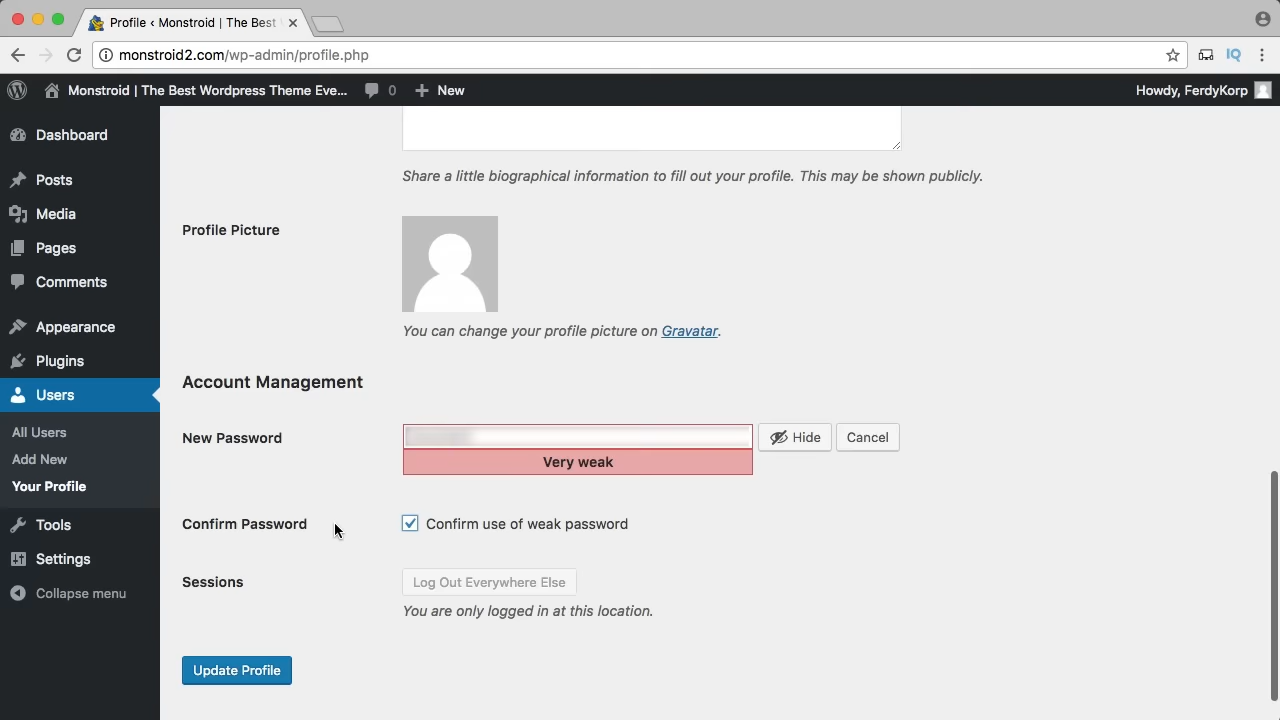 Profile ‹ Monstroid | The Best
monstroid2.com/wp-admin/profile.php
IQ
Monstroid | The Best Wordpress Theme Eve... 0 New
Howdy, FerdyKorp
Dashboard
Posts
Media
Pages
Comments
Appearance
Plugins
Users
All Users
Add New
Your Profile
Tools
Settings
Collapse menu
Share a little biographical information to fill out your profile. This may be shown publicly.
Profile Picture
You can change your profile picture on Gravatar.
Account Management
New Password
Hide Cancel
Very weak
Confirm Password
Confirm use of weak password
Sessions
Log Out Everywhere Else
You are only logged in at this location.
Update Profile